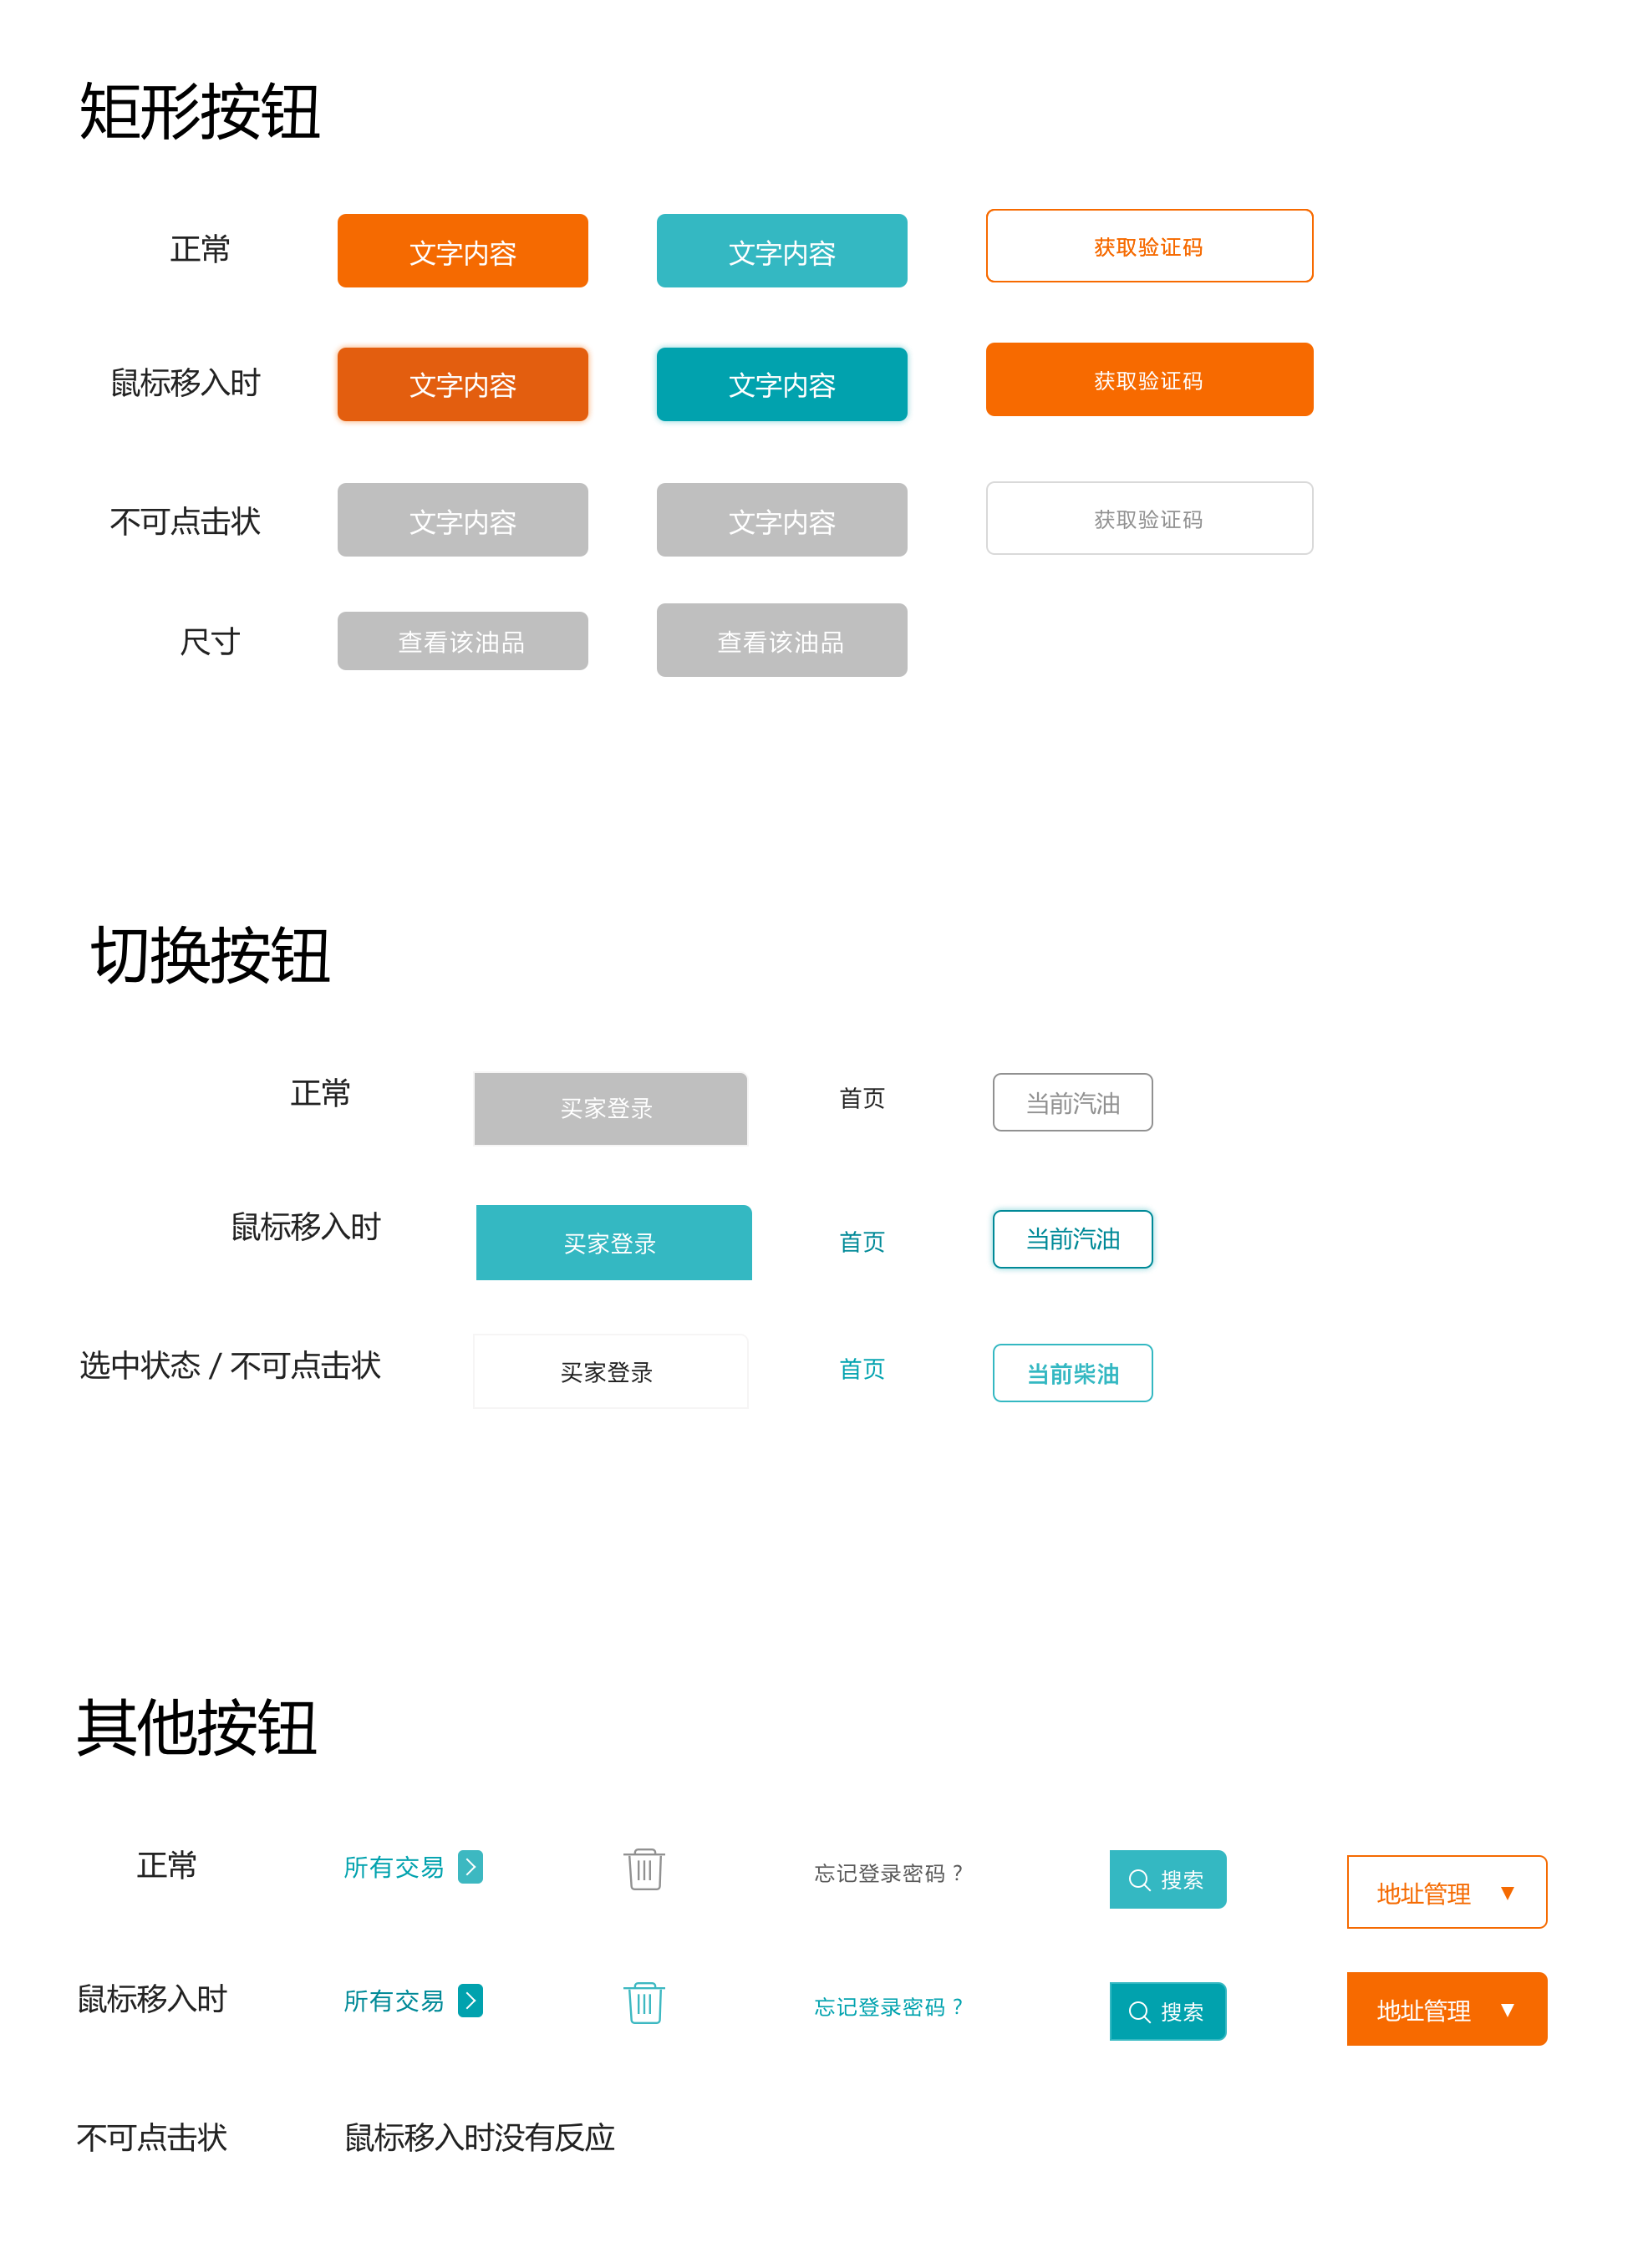 矩形按钮
正常
文字内容
文字内容
获取验证码
鼠标移入时
文字内容
文字内容
获取验证码
不可点击状
文字内容
文字内容
获取验证码
尺寸
查看该油品
查看该油品
切换按钮
正常
买家登录
首页
当前汽油
鼠标移入时
买家登录
首页
当前汽油
选中状态 / 不可点击状
买家登录
首页
当前柴油
其他按钮
正常
所有交易
忘记登录密码？
搜索
地址管理
鼠标移入时
所有交易
忘记登录密码？
搜索
地址管理
不可点击状
鼠标移入时没有反应